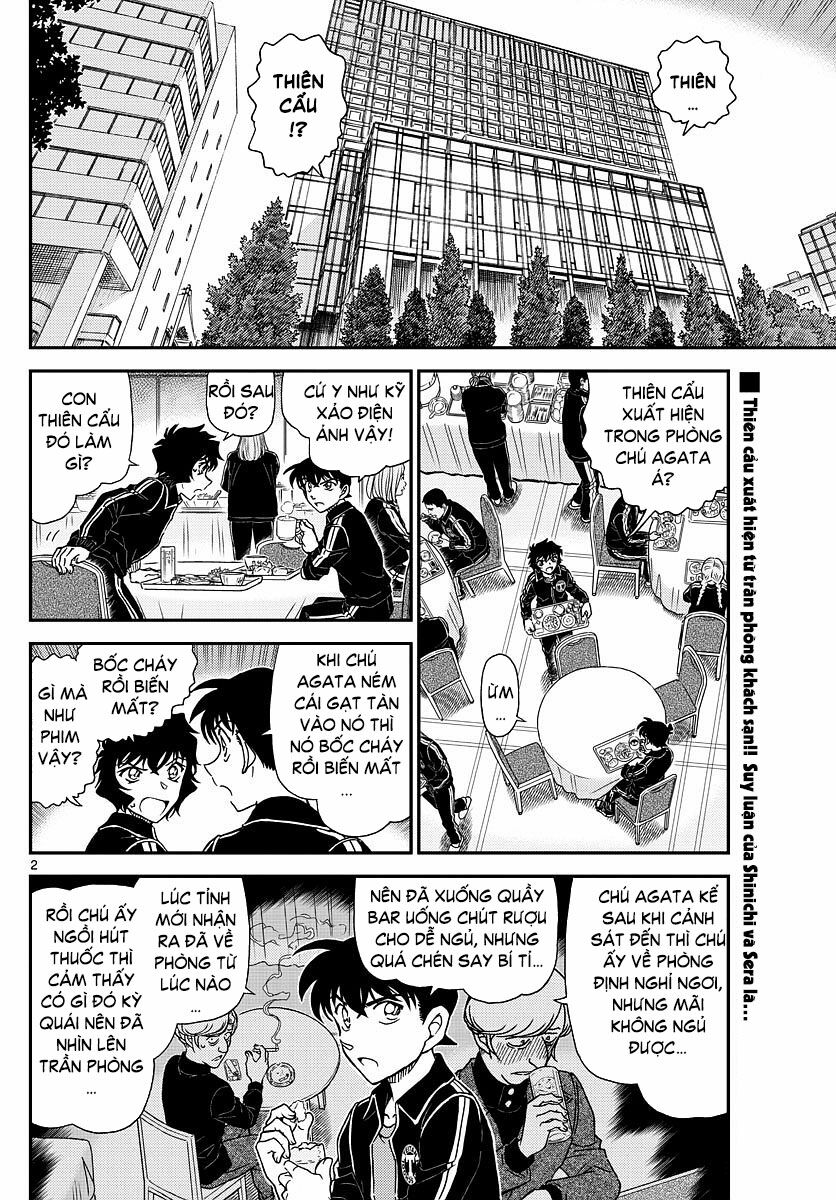 THIÊN
...
THIÊN
CẨU
!?
Thiên cẩu xuất hiện từ trần phòng khách sạn!! Suy luận của Shinichi và Sera là...
THIÊN CẨU
XUẤT HIỆN
TRONG PHÒNG
CHÚ AGATA
Á?
ỪM
...
CỨ Y NHƯ KỸ
XẢO ĐIỆN
ẢNH VẬY!
RỒI SAU
ĐÓ?
CON
THIÊN CẨU
ĐÓ LÀM
GÌ?
KHI CHÚ
AGATA NÉM
CÁI GẠT TÀN
VÀO NÓ THÌ
NÓ BỐC CHÁY
RỒI BIẾN MẤT
...
BỐC CHÁY
RỒI BIẾN
MẤT?
GÌ MÀ
NHƯ
PHIM
VẬY?
2
CHÚ AGATA KỂ
SAU KHI CẢNH
SÁT ĐẾN THÌ CHÚ
ẤY VỀ PHÒNG
ĐỊNH NGHỈ NGƠI,
NHƯNG MÃI
KHÔNG NGỦ
ĐƯỢC...
NÊN ĐÃ XUỐNG QUẦY
BAR UỐNG CHÚT RƯỢU
CHO DỄ NGỦ, NHƯNG
QUÁ CHÉN SAY BÍ TỈ...
LÚC TỈNH
MỚI NHẬN
RA ĐÃ VỀ
PHÒNG TỪ
LÚC NÀO
...
RỒI CHÚ ẤY
NGỒI HÚT
THUỐC THÌ
CẢM THẤY
CÓ GÌ ĐÓ KỲ
QUÁI NÊN ĐÃ
NHÌN LÊN
TRẦN PHÒNG
...